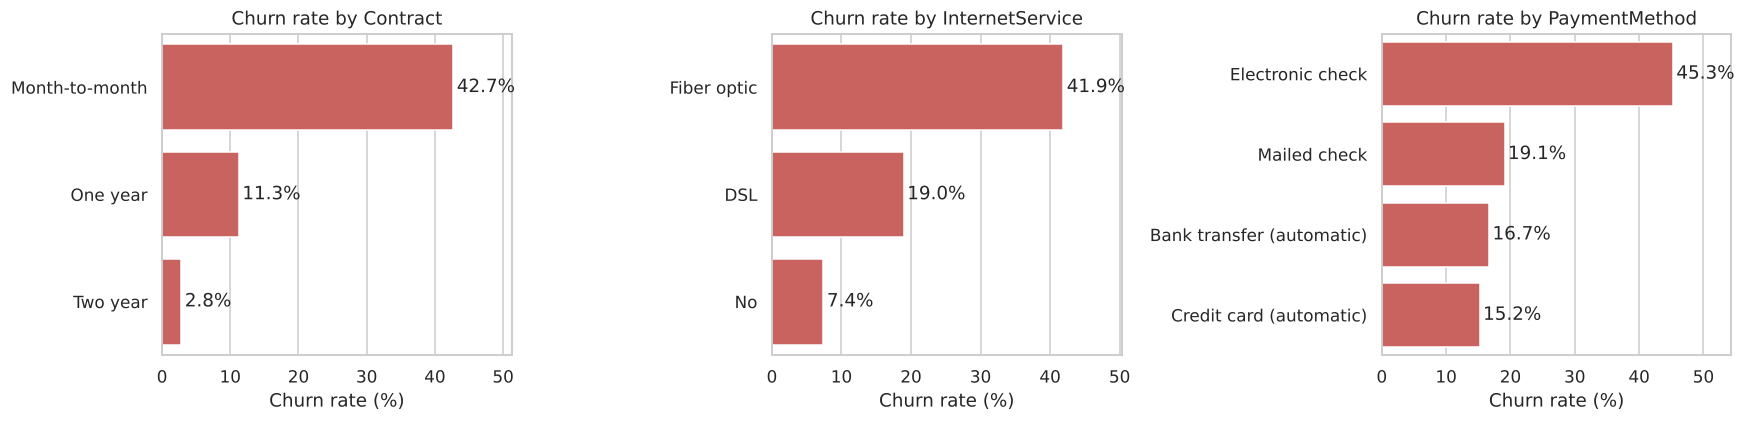 Churn rate by Contract
Month-to-month
42.7%
One year
11.3%
Two year
2.8%
0 10 20 30 40 50
Churn rate (%)
Churn rate by InternetService
Fiber optic
41.9%
DSL
19.0%
No
7.4%
0 10 20 30 40 50
Churn rate (%)
Churn rate by PaymentMethod
Electronic check
45.3%
Mailed check
19.1%
Bank transfer (automatic)
16.7%
Credit card (automatic)
15.2%
0 10 20 30 40 50
Churn rate (%)